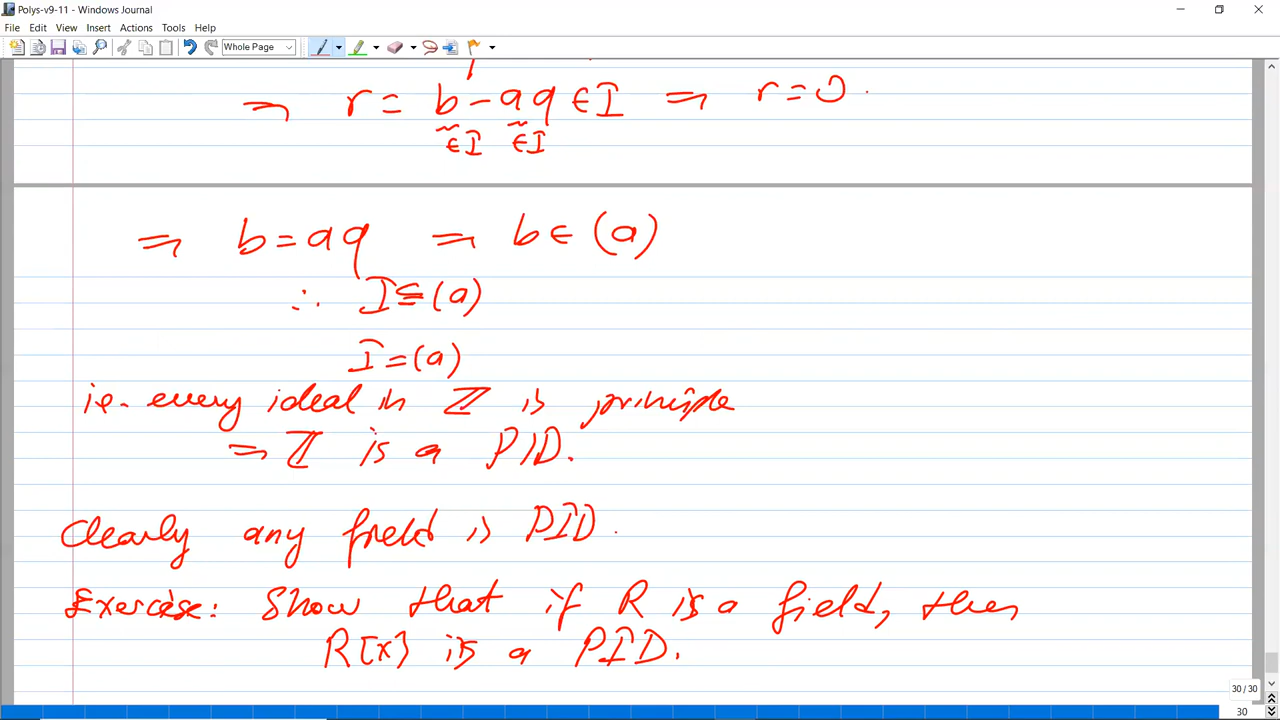 Polys-v9-11 - Windows Journal
File Edit View Insert Actions Tools Help
Whole Page
⇒ r = b - aq ∈ I ⇒ r = 0.
∈I ∈I
⇒ b = aq ⇒ b ∈ (a)
∴ I ⊆ (a)
I = (a)
i.e. every ideal in ℤ is principle
⇒ ℤ is a PID.
Clearly any field is PID.
Exercise: Show that if R is a field, then
R[x] is a PID.
30 / 30
30